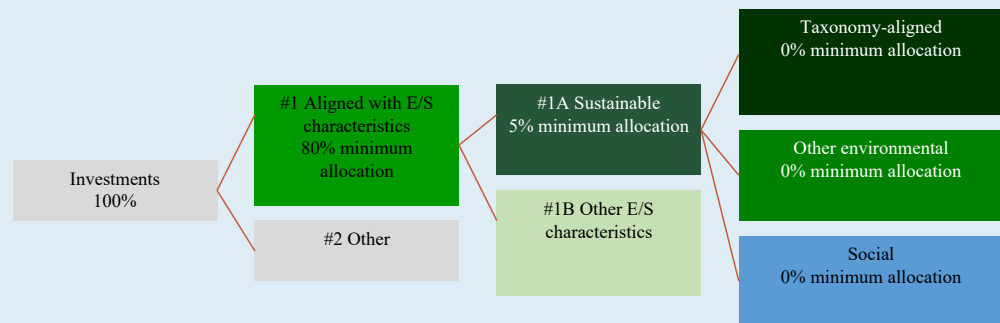 Investments
100%
#1 Aligned with E/S
characteristics
80% minimum
allocation
#2 Other
#1A Sustainable
5% minimum allocation
#1B Other E/S
characteristics
Taxonomy-aligned
0% minimum allocation
Other environmental
0% minimum allocation
Social
0% minimum allocation